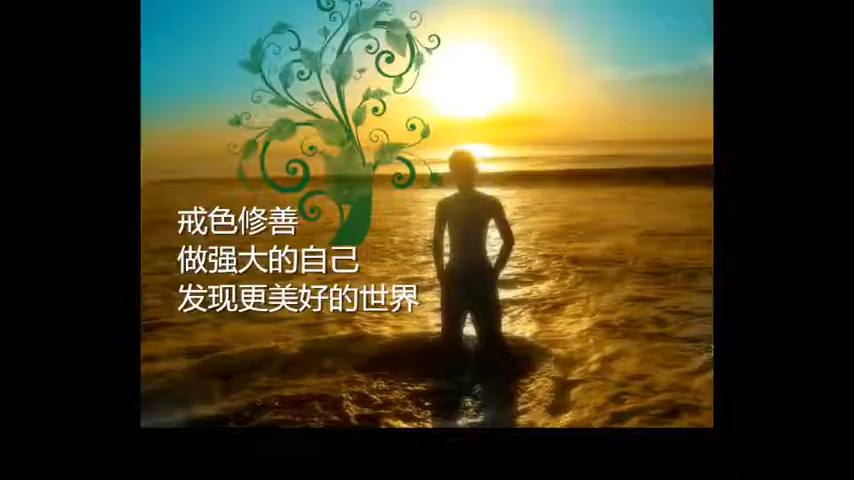 戒色修善
做强大的自己
发现更美好的世界